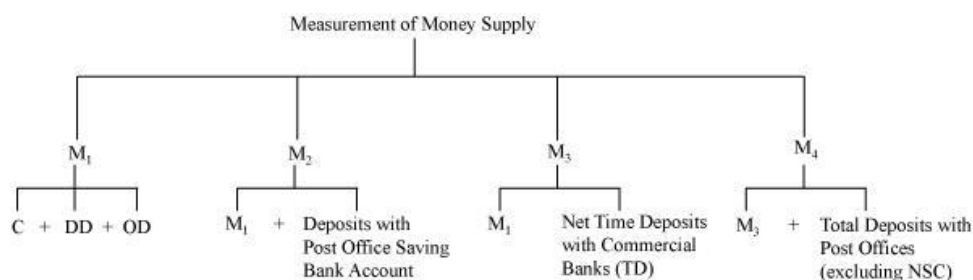 Measurement of Money Supply
M₁
M₂
M₃
M₄
C + DD + OD
M₁ + Deposits with
Post Office Saving
Bank Account
M₁ Net Time Deposits
with Commercial
Banks (TD)
M₃ + Total Deposits with
Post Offices
(excluding NSC)